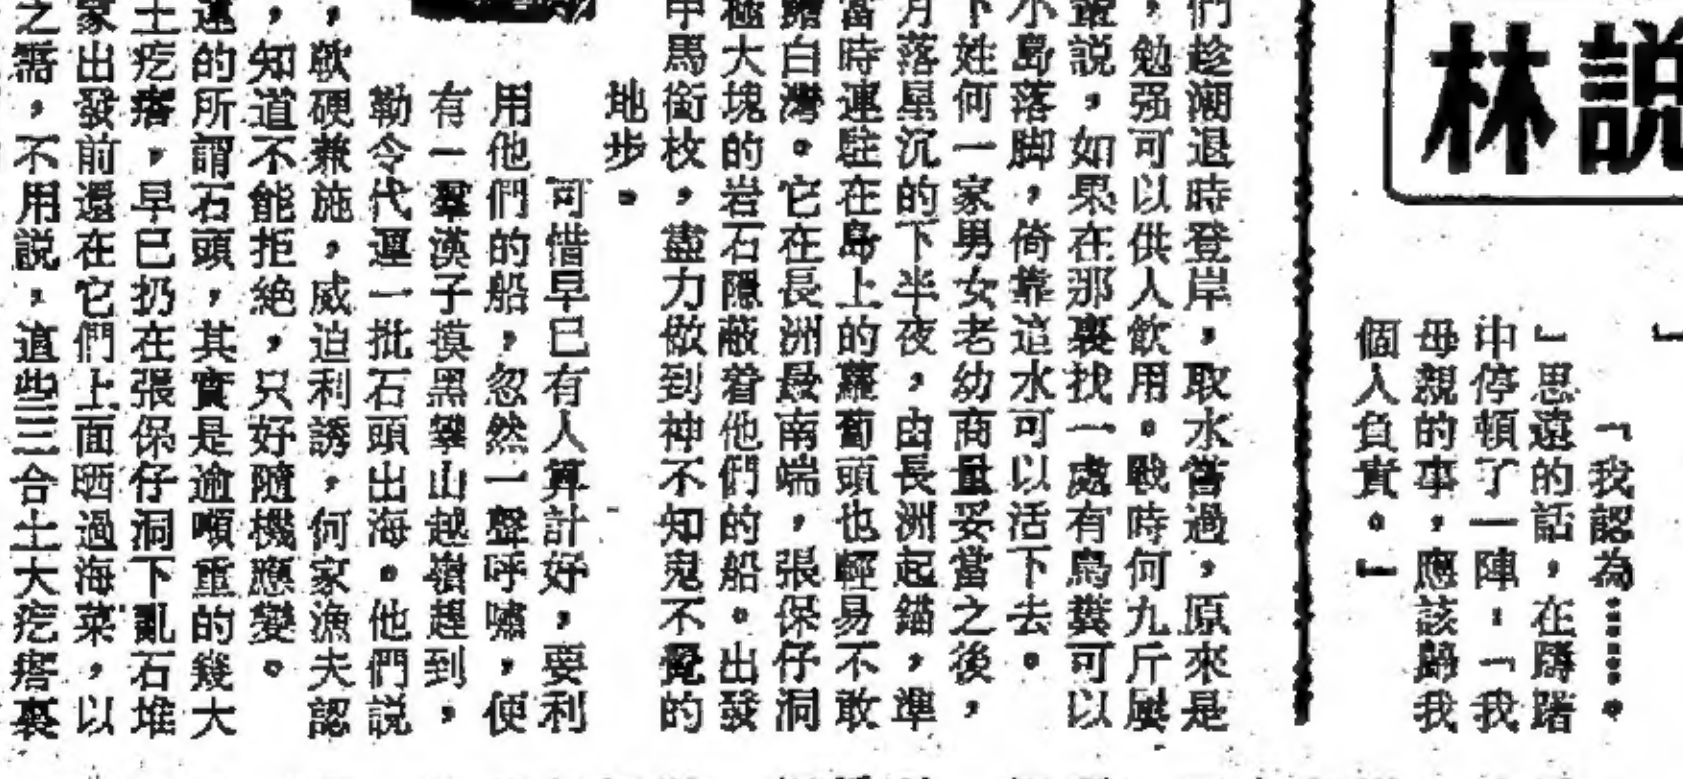 説林
「我認為……。
」思遠的話，在躊躇
中停頓了一陣：「我
母親的事，應該歸我
個人負責。」
們趁潮退時登岸，取水嘗過，原來是
，勉强可以供人飲用。戰時何九斤屢
說，如果在那裏找一處有鳥糞可以
小島落脚，倚靠這水可以活下去。
下姓何一家男女老幼商量妥當之後，
月落星沉的下半夜，由長洲起錨，準
當時連駐在島上的蘿蔔頭也輕易不敢
白灣。它在長洲最南端，張保仔洞
極大塊的岩石隱蔽着他們的船。出發
馬銜枚，盡力做到神不知鬼不覺的
地步。
可惜早已有人算計好，要利
用他們的船，忽然一聲呼嘯，便
有一羣漢子摸黑攀山越嶺趕到，
勒令代運一批石頭出海。他們説
，軟硬兼施，威迫利誘，何家漁夫認
，知道不能拒絕，只好隨機應變。
運的所謂石頭，其實是逾噸重的幾大
土疙瘩，早已扔在張保仔洞下亂石堆
家出發前還在它們上面晒過海菜，以
之需，不用説，這些三合土大疙瘩裏